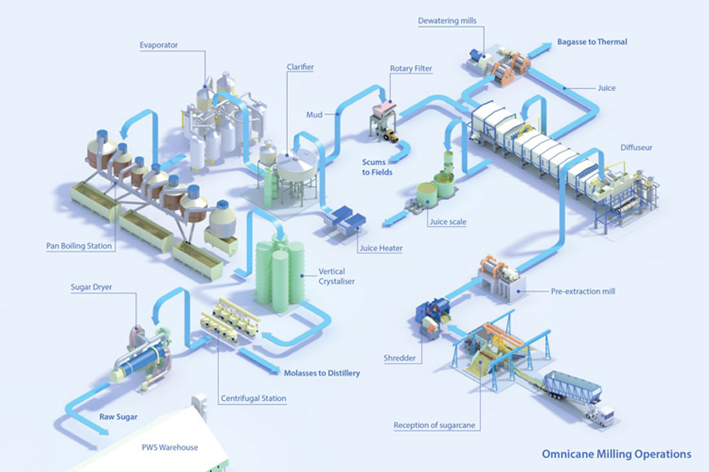 Dewatering mills
Bagasse to Thermal
Evaporator
Clarifier
Rotary Filter
Juice
Mud
Diffuseur
Scums
to Fields
Juice scale
Pan Boiling Station
Juice Heater
Vertical
Crystaliser
Sugar Dryer
Pre-extraction mill
Shredder
Molasses to Distillery
Centrifugal Station
Raw Sugar
Reception of sugarcane
PWS Warehouse
Omnicane Milling Operations